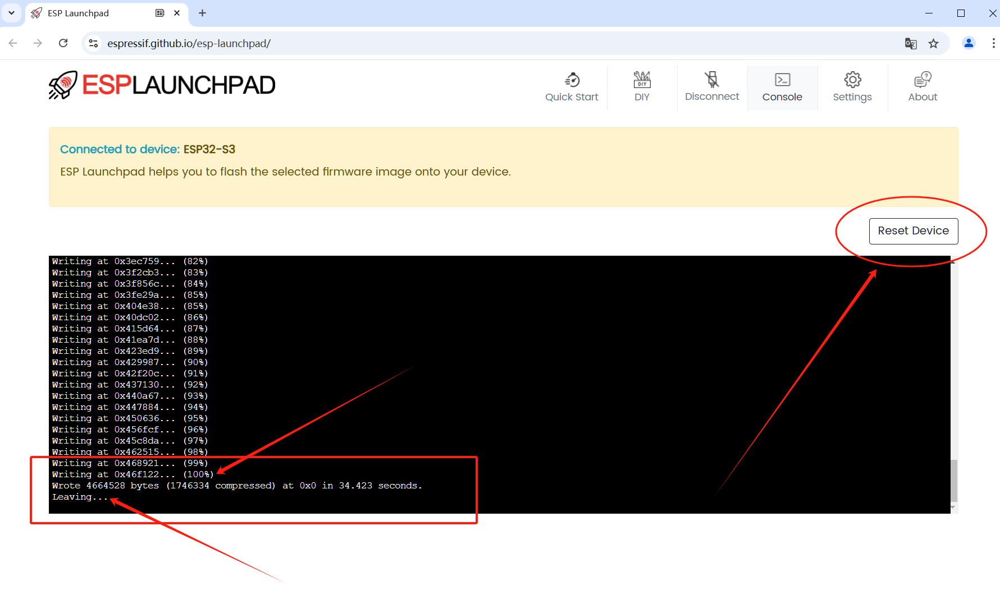 ESP Launchpad
espressif.github.io/esp-launchpad/
ESPLAUNCHPAD
Quick Start
DIY
DIY
Disconnect
Console
Settings
About
Connected to device: ESP32-S3
ESP Launchpad helps you to flash the selected firmware image onto your device.
Reset Device
Writing at 0x3ec759... (82%)
Writing at 0x3f2cb3... (83%)
Writing at 0x3f856c... (84%)
Writing at 0x3fe29a... (85%)
Writing at 0x404e38... (85%)
Writing at 0x40dc02... (86%)
Writing at 0x415d64... (87%)
Writing at 0x41ea7d... (88%)
Writing at 0x423ed9... (89%)
Writing at 0x429987... (90%)
Writing at 0x42f20c... (91%)
Writing at 0x437130... (92%)
Writing at 0x440a67... (93%)
Writing at 0x447884... (94%)
Writing at 0x450636... (95%)
Writing at 0x456fcf... (96%)
Writing at 0x45c8da... (97%)
Writing at 0x462515... (98%)
Writing at 0x468921... (99%)
Writing at 0x46f122... (100%)
Wrote 4664528 bytes (1746334 compressed) at 0x0 in 34.423 seconds.
Leaving...